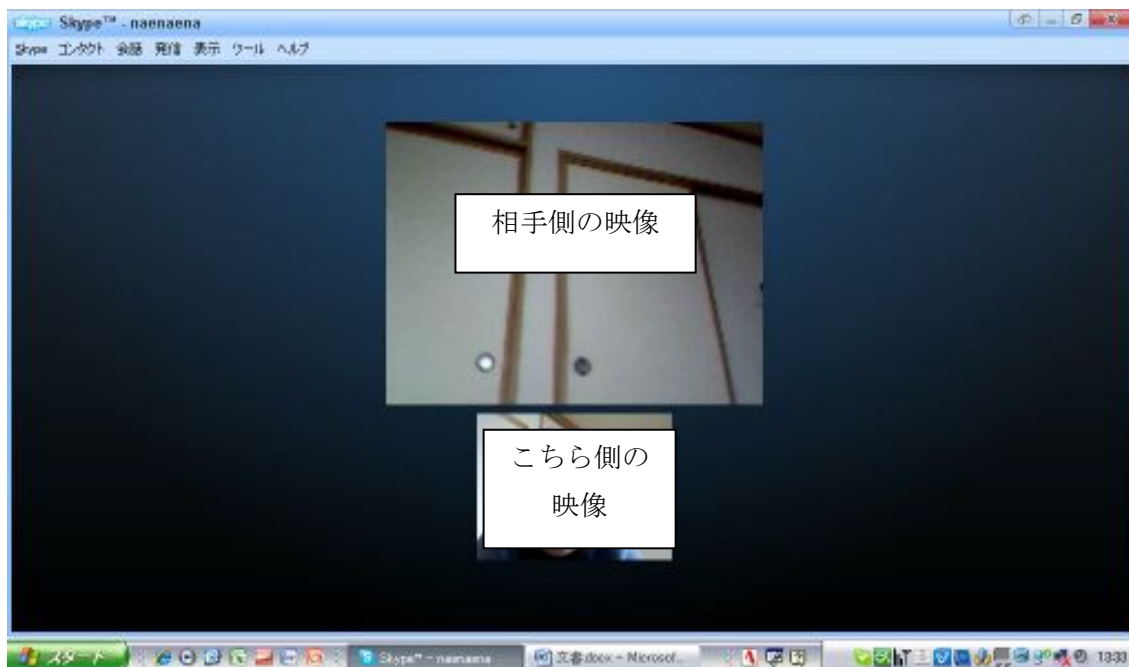 Skype™ - naenaena
Skype コンタクト 会話 発信 表示 ツール ヘルプ
相手側の映像
こちら側の
映像
スタート
Skype™ - naenaena
文書.docx - Microsof...
13:33